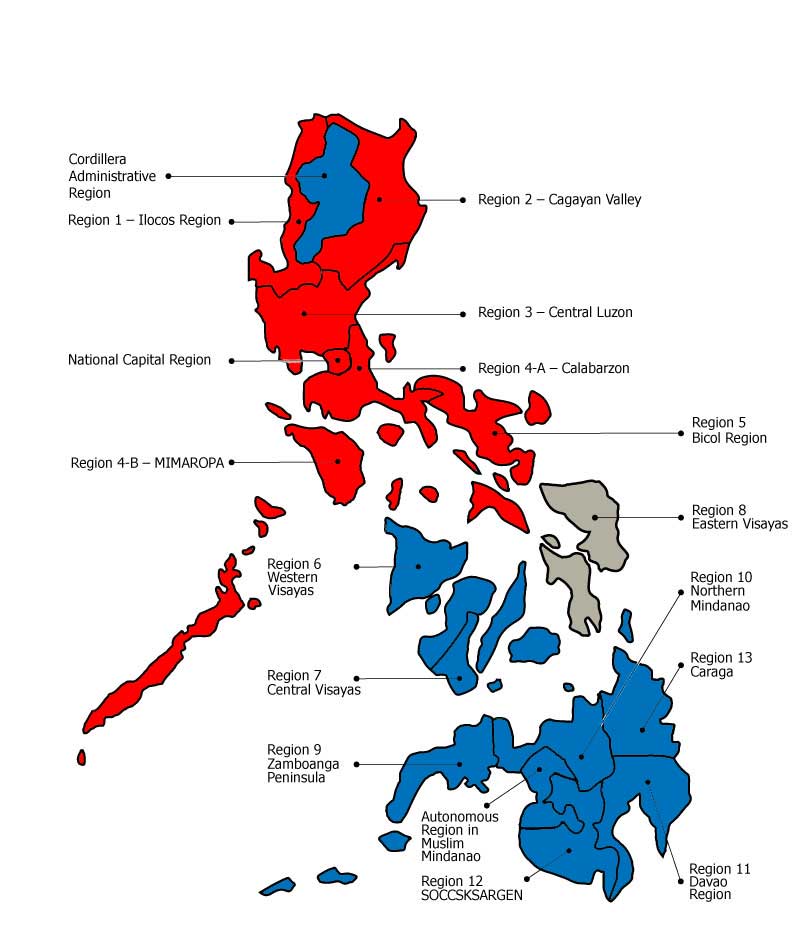 Cordillera
Administrative
Region
Region 1 – Ilocos Region
Region 2 – Cagayan Valley
Region 3 – Central Luzon
National Capital Region
Region 4-A – Calabarzon
Region 5
Bicol Region
Region 4-B – MIMAROPA
Region 8
Eastern Visayas
Region 6
Western
Visayas
Region 10
Northern
Mindanao
Region 7
Central Visayas
Region 13
Caraga
Region 9
Zamboanga
Peninsula
Autonomous
Region in
Muslim
Mindanao
Region 12
SOCCSKSARGEN
Region 11
Davao
Region